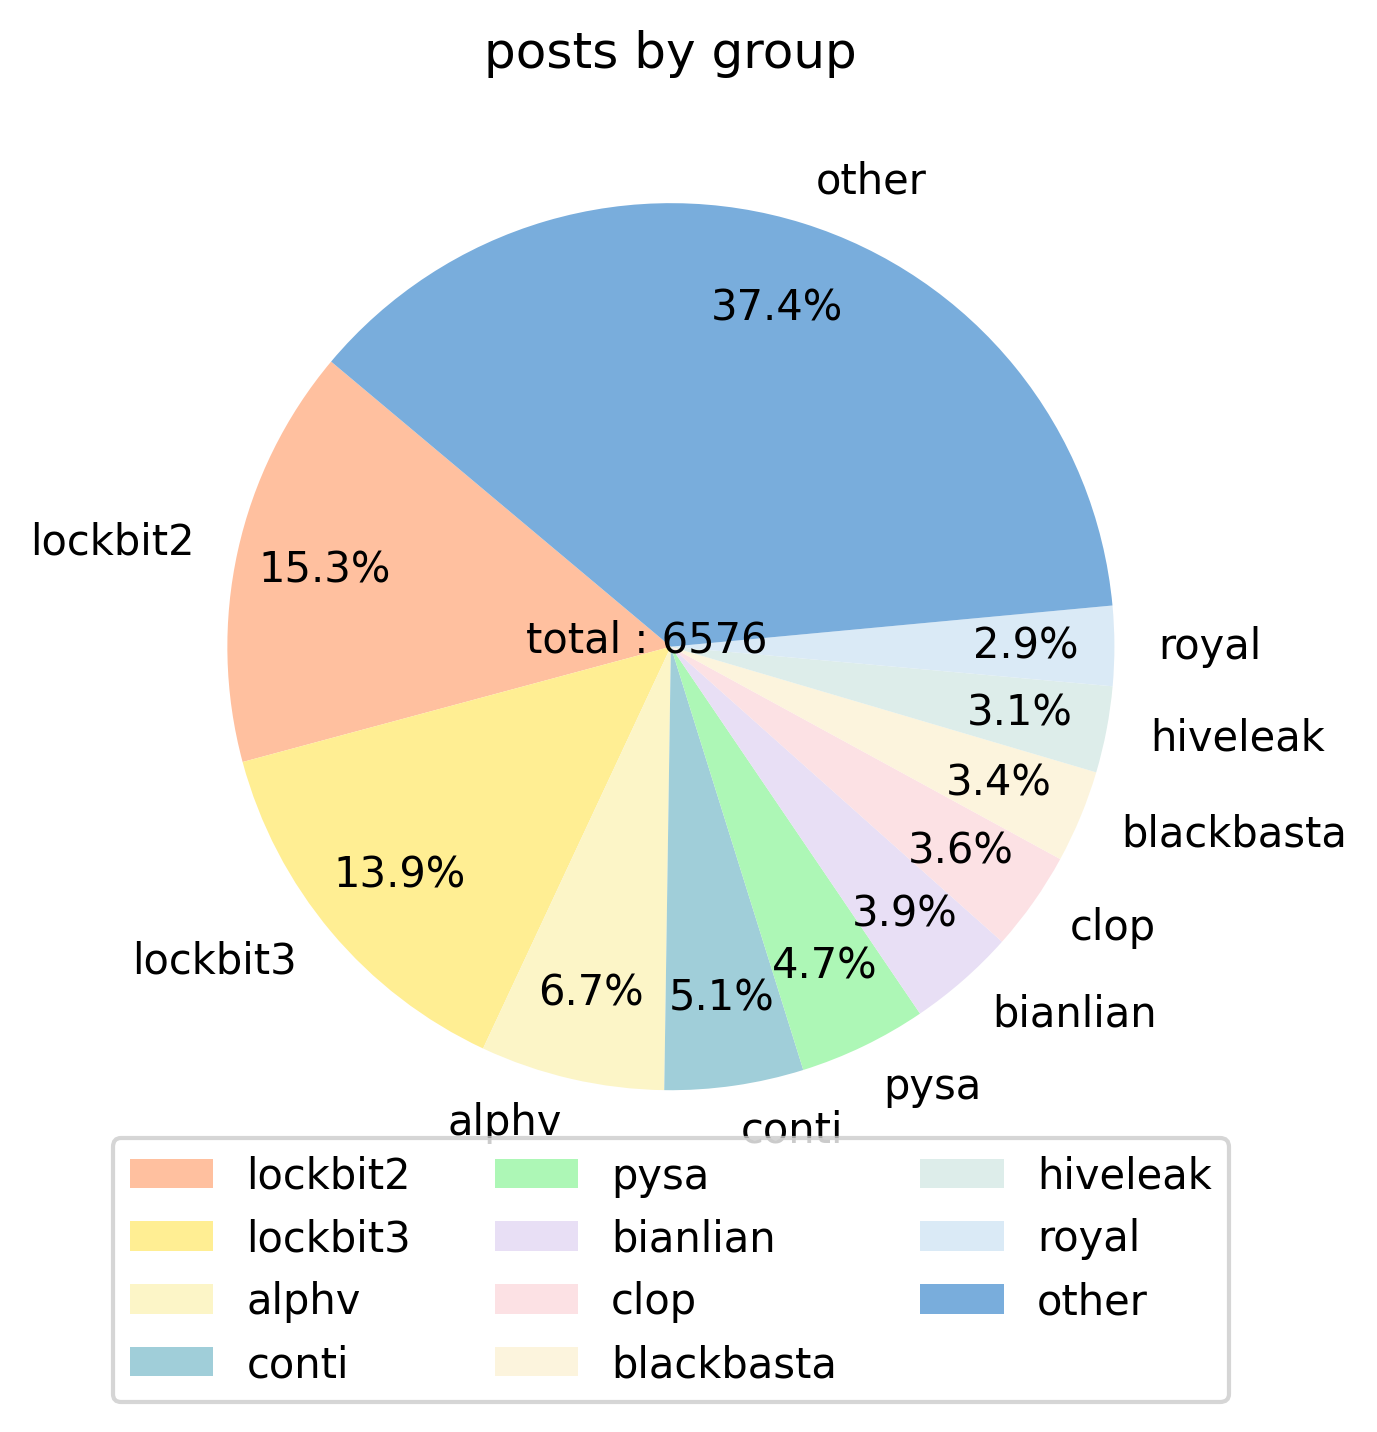 posts by group
other
37.4%
lockbit2
15.3%
total : 6576
2.9%
royal
3.1%
hiveleak
3.4%
blackbasta
3.6%
clop
3.9%
bianlian
4.7%
pysa
5.1%
conti
6.7%
alphv
13.9%
lockbit3
lockbit2
lockbit3
alphv
conti
pysa
bianlian
clop
blackbasta
hiveleak
royal
other